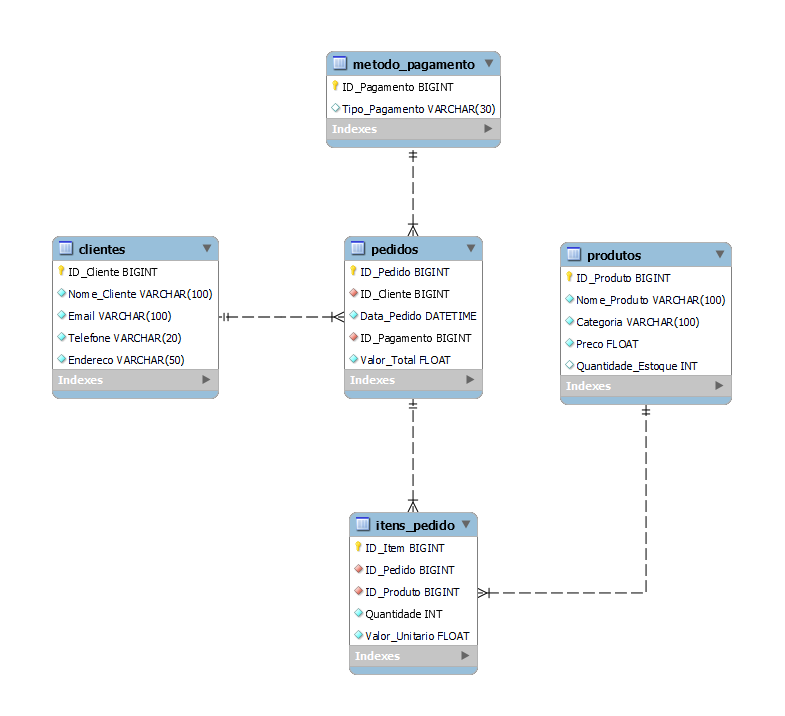 metodo_pagamento
ID_Pagamento BIGINT
Tipo_Pagamento VARCHAR(30)
Indexes
clientes
ID_Cliente BIGINT
Nome_Cliente VARCHAR(100)
Email VARCHAR(100)
Telefone VARCHAR(20)
Endereco VARCHAR(50)
Indexes
pedidos
ID_Pedido BIGINT
ID_Cliente BIGINT
Data_Pedido DATETIME
ID_Pagamento BIGINT
Valor_Total FLOAT
Indexes
produtos
ID_Produto BIGINT
Nome_Produto VARCHAR(100)
Categoria VARCHAR(100)
Preco FLOAT
Quantidade_Estoque INT
Indexes
itens_pedido
ID_Item BIGINT
ID_Pedido BIGINT
ID_Produto BIGINT
Quantidade INT
Valor_Unitario FLOAT
Indexes